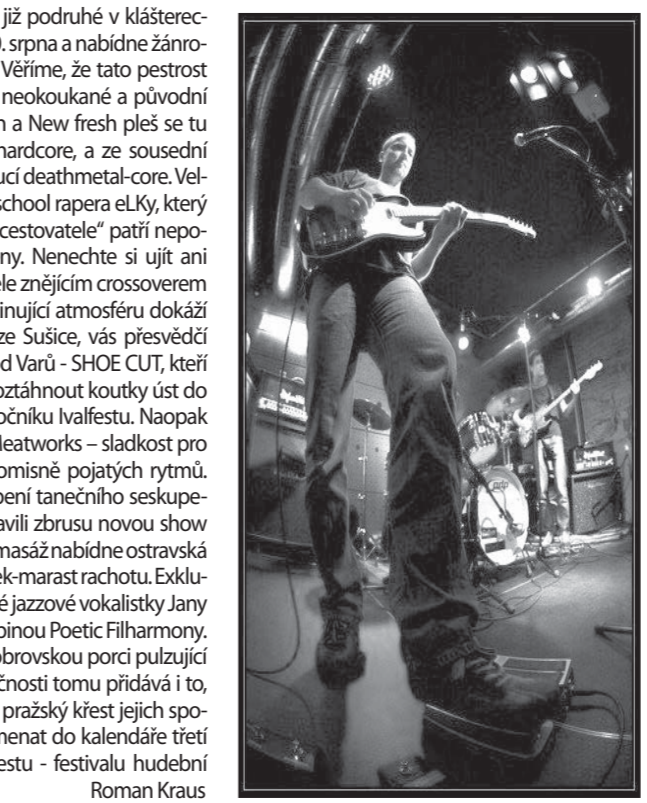 již podruhé v klášterec-
. srpna a nabídne žánro-
Věříme, že tato pestrost
neokoukané a původní
a New fresh pleš se tu
hardcore, a ze sousední
ucí deathmetal-core. Vel-
school rapera eLKy, který
cestovatele“ patří nepo-
ny. Nenechte si ujít ani
ele znějícím crossoverem
inující atmosféru dokáží
ze Sušice, vás přesvědčí
d Varů - SHOE CUT, kteří
oztáhnout koutky úst do
očníku Ivalfestu. Naopak
Meatworks – sladkost pro
omisně pojatých rytmů.
pení tanečního seskupe-
avili zbrusu novou show
masáž nabídne ostravská
ek-marast rachotu. Exklu-
é jazzové vokalistky Jany
pinou Poetic Filharmony.
obrovskou porci pulzující
čnosti tomu přidává i to,
pražský křest jejich spo-
menat do kalendáře třetí
estu - festivalu hudební
Roman Kraus
pdp